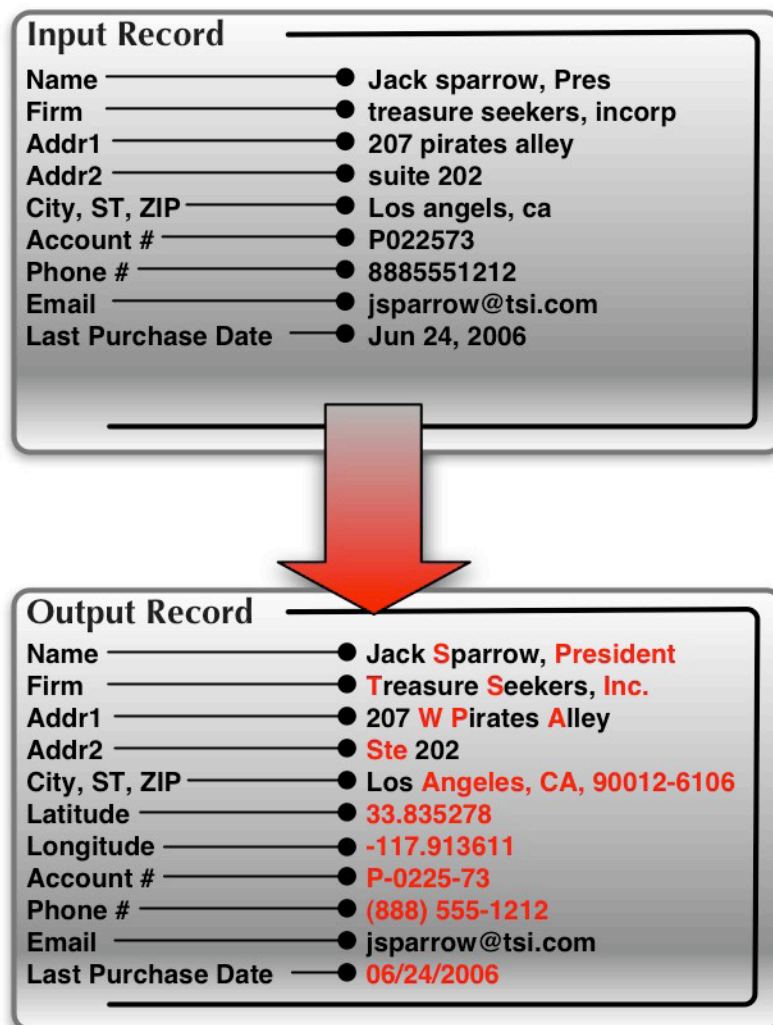 Input Record
Name Jack sparrow, Pres
Firm treasure seekers, incorp
Addr1 207 pirates alley
Addr2 suite 202
City, ST, ZIP Los angels, ca
Account # P022573
Phone # 8885551212
Email jsparrow@tsi.com
Last Purchase Date Jun 24, 2006
Output Record
Name Jack Sparrow, President
Firm Treasure Seekers, Inc.
Addr1 207 W Pirates Alley
Addr2 Ste 202
City, ST, ZIP Los Angeles, CA, 90012-6106
Latitude 33.835278
Longitude -117.913611
Account # P-0225-73
Phone # (888) 555-1212
Email jsparrow@tsi.com
Last Purchase Date 06/24/2006